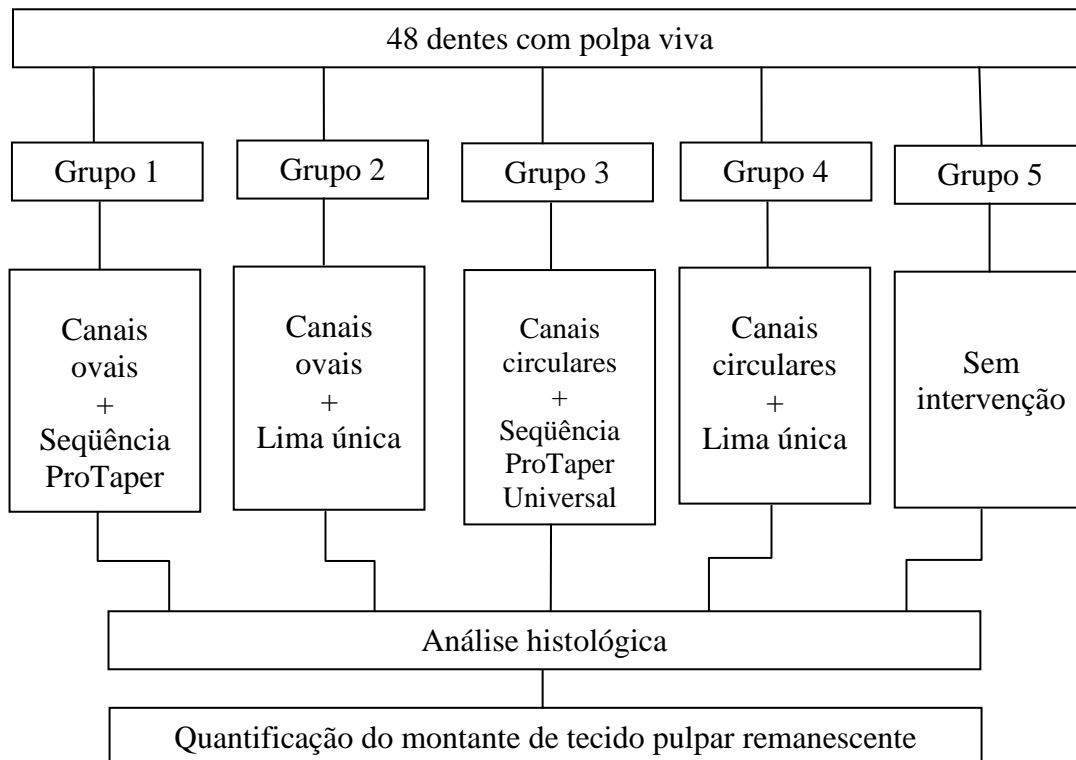 48 dentes com polpa viva
Grupo 1
Grupo 2
Grupo 3
Grupo 4
Grupo 5
Canais
ovais
+
Seqüência
ProTaper
Canais
ovais
+
Lima única
Canais
circulares
+
Seqüência
ProTaper
Universal
Canais
circulares
+
Lima única
Sem
intervenção
Análise histológica
Quantificação do montante de tecido pulpar remanescente